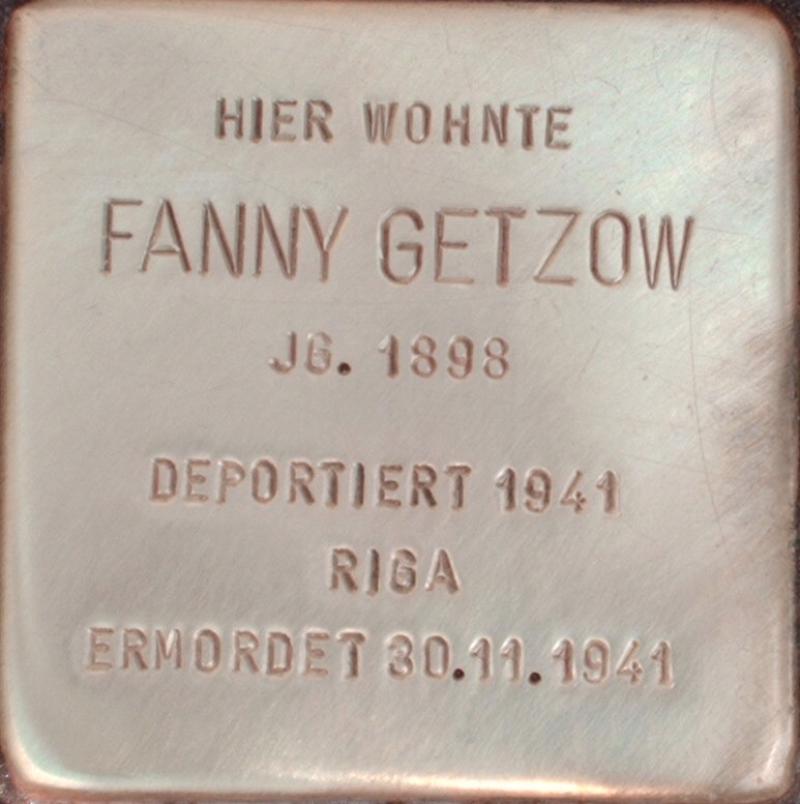 HIER WOHNTE
FANNY GETZOW
JG. 1898
DEPORTIERT 1941
RIGA
ERMORDET 30.11.1941